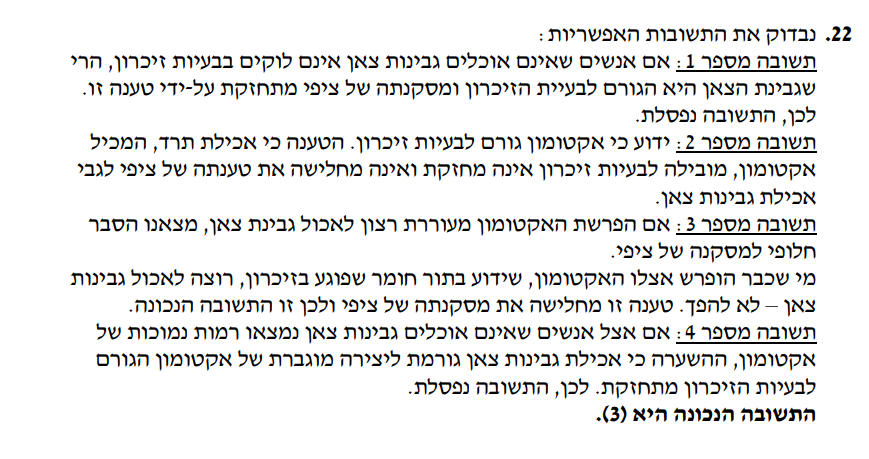 22. נבדוק את התשובות האפשריות:
תשובה מספר 1: אם אנשים שאינם אוכלים גבינות צאן אינם לוקים בבעיות זיכרון, הרי
שגבינת הצאן היא הגורם לבעיית הזיכרון ומסקנתה של ציפי מתחזקת על-ידי טענה זו.
לכן, התשובה נפסלת.
תשובה מספר 2: ידוע כי אקטומון גורם לבעיות זיכרון. הטענה כי אכילת תרד, המכיל
אקטומון, מובילה לבעיות זיכרון אינה מחזקת ואינה מחלישה את טענתה של ציפי לגבי
אכילת גבינות צאן.
תשובה מספר 3: אם הפרשת האקטומון מעוררת רצון לאכול גבינת צאן, מצאנו הסבר
חלופי למסקנה של ציפי.
מי שכבר הופרש אצלו האקטומון, שידוע בתור חומר שפוגע בזיכרון, רוצה לאכול גבינות
צאן – לא להפך. טענה זו מחלישה את מסקנתה של ציפי ולכן זו התשובה הנכונה.
תשובה מספר 4: אם אצל אנשים שאינם אוכלים גבינות צאן נמצאו רמות נמוכות של
אקטומון, ההשערה כי אכילת גבינות צאן גורמת ליצירה מוגברת של אקטומון הגורם
לבעיות הזיכרון מתחזקת. לכן, התשובה נפסלת.
התשובה הנכונה היא (3).